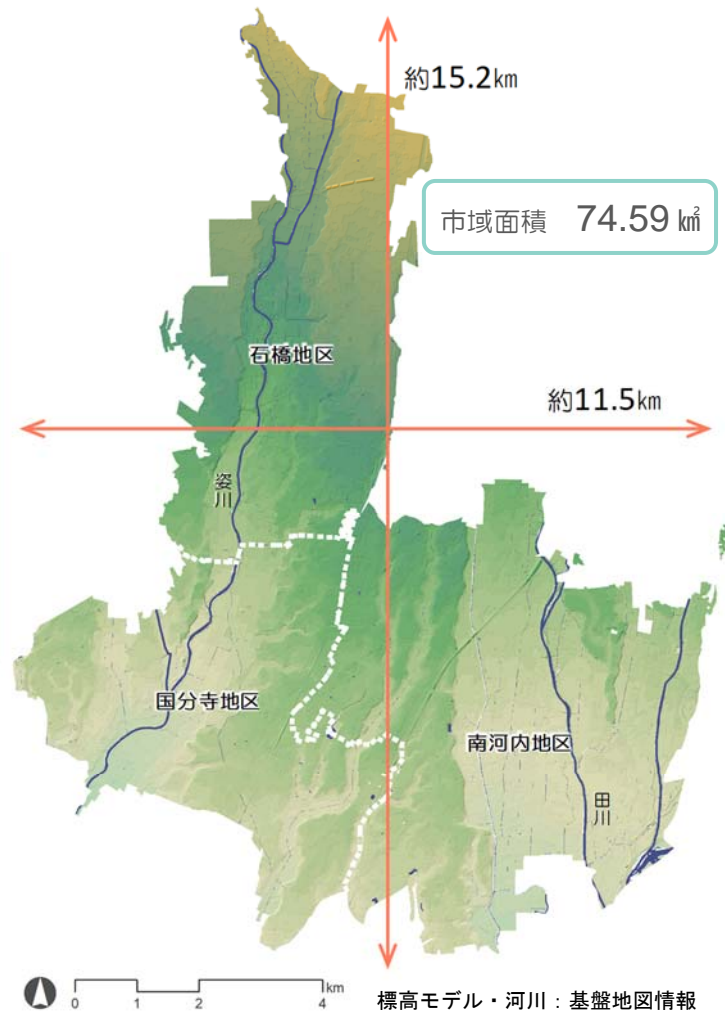 約15.2km
市域面積 74.59㎢
石橋地区
約11.5km
姿川
国分寺地区
南河内地区
田川
km
0 1 2 4
標高モデル・河川：基盤地図情報